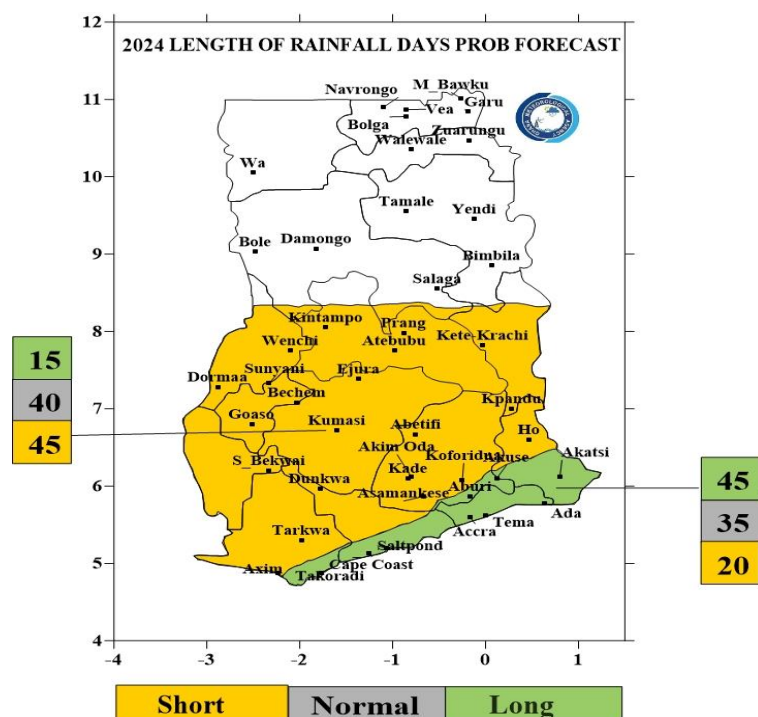 2024 LENGTH OF RAINFALL DAYS PROB FORECAST
12
11
10
9
8
7
6
5
4
-3
-2
-1
0
1
M_Bawku
Navrongo
Vea
Garu
Bolga
Zuarungu
Walewale
Wa
Tamale
Yendi
Bole
Damongo
Bimbila
Salaga
Kintampo
Prang
Wenchi
Atebubu
Kete-Krachi
Sunyani
Ejura
Dormaa
Bechem
Kpandu
Goaso
Kumasi
Abetifi
Ho
Akim Oda
Koforidua
Akuse
Akatsi
S_Bekwai
Kade
Dunkwa
Asamankese
Aburi
Ada
Tarkwa
Accra
Tema
Saltpond
Cape Coast
Axim
Takoradi
15
40
45
45
35
20
Short
Normal
Long